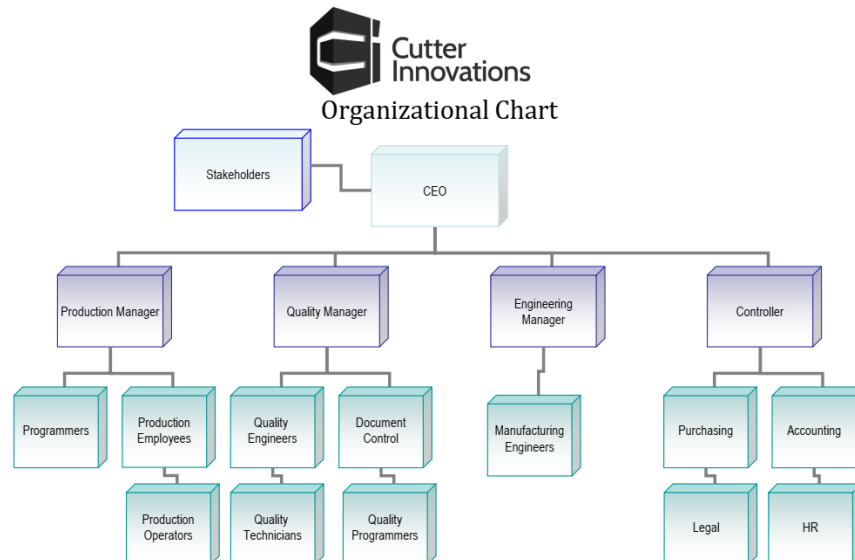 Cutter
Innovations
Organizational Chart
Stakeholders
CEO
Production Manager
Quality Manager
Engineering
Manager
Controller
Programmers
Production
Employees
Quality
Engineers
Document
Control
Manufacturing
Engineers
Purchasing
Accounting
Production
Operators
Quality
Technicians
Quality
Programmers
Legal
HR